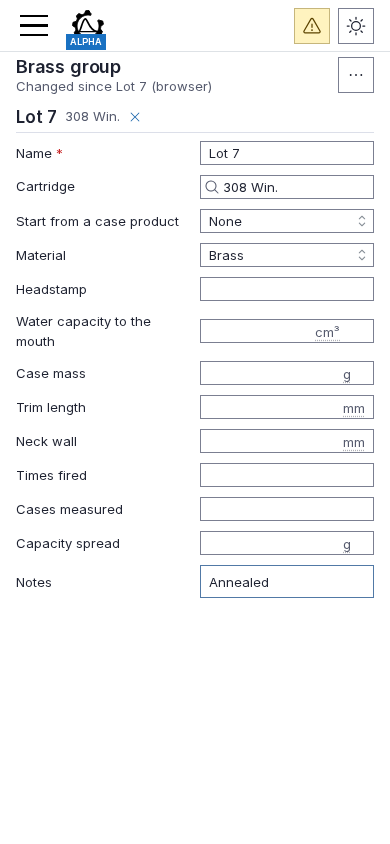 ALPHA
Brass group
Changed since Lot 7 (browser)
...
Lot 7 308 Win.
Name * Lot 7
Cartridge 308 Win.
Start from a case product None
Material Brass
Headstamp
Water capacity to the
mouth cm³
Case mass g
Trim length mm
Neck wall mm
Times fired
Cases measured
Capacity spread g
Notes Annealed